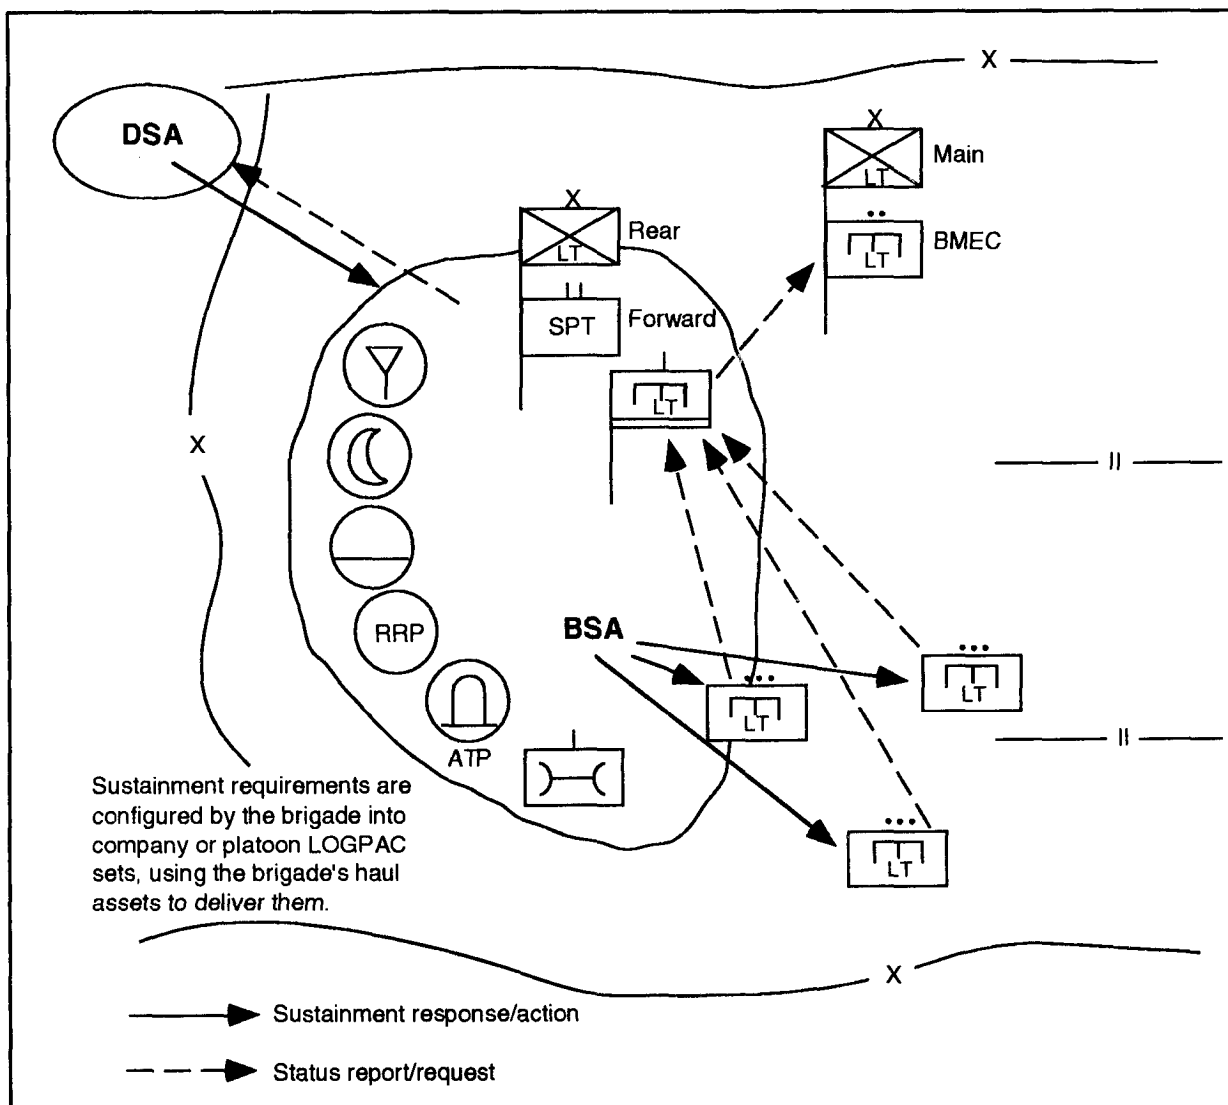 X
DSA
X
LT
Main
LT
BMEC
X
LT
Rear
SPT
Forward
LT
X
II
RRP
BSA
LT
LT
II
ATP
LT
Sustainment requirements are
configured by the brigade into
company or platoon LOGPAC
sets, using the brigade's haul
assets to deliver them.
X
Sustainment response/action
Status report/request